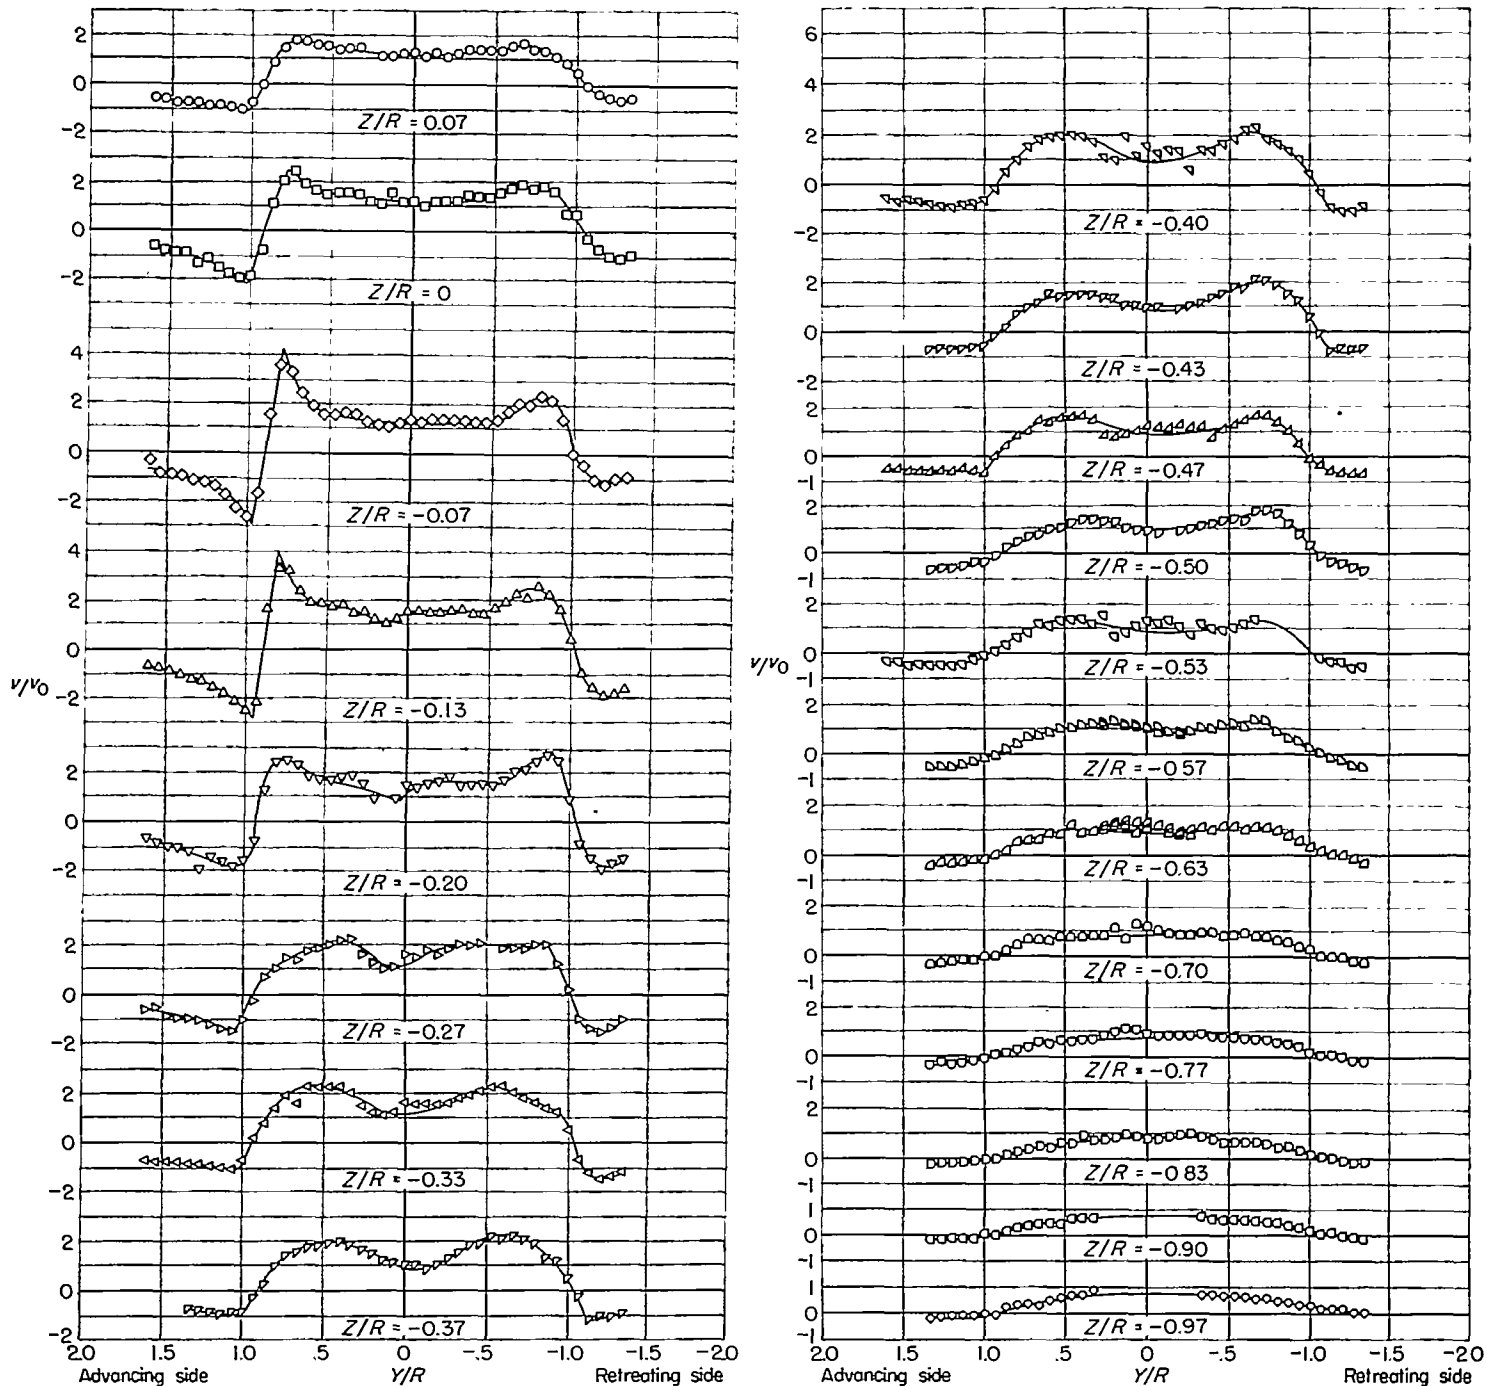 2
0
-2
Z/R = 0.07
2
0
-2
Z/R = 0
4
2
0
-2
Z/R = -0.07
4
2
0
v/v0 -2
Z/R = -0.13
2
0
-2
Z/R = -0.20
2
0
-2
Z/R = -0.27
2
0
-2
Z/R = -0.33
2
0
-2
Z/R = -0.37
2.0 1.5 1.0 .5 0 -.5 -1.0 -1.5 -2.0
Advancing side Y/R Retreating side
6
4
2
0
-2
Z/R = -0.40
2
0
-2
Z/R = -0.43
2
0
-1
Z/R = -0.47
2
0
-1
Z/R = -0.50
2
0
v/v0
-1
Z/R = -0.53
2
0
-1
Z/R = -0.57
2
0
-1
Z/R = -0.63
2
0
-1
Z/R = -0.70
2
0
-1
Z/R = -0.77
2
0
-1
Z/R = -0.83
1
0
-1
Z/R = -0.90
1
0
-1
Z/R = -0.97
2.0 1.5 1.0 .5 0 -.5 -1.0 -1.5 -2.0
Advancing side Y/R Retreating side